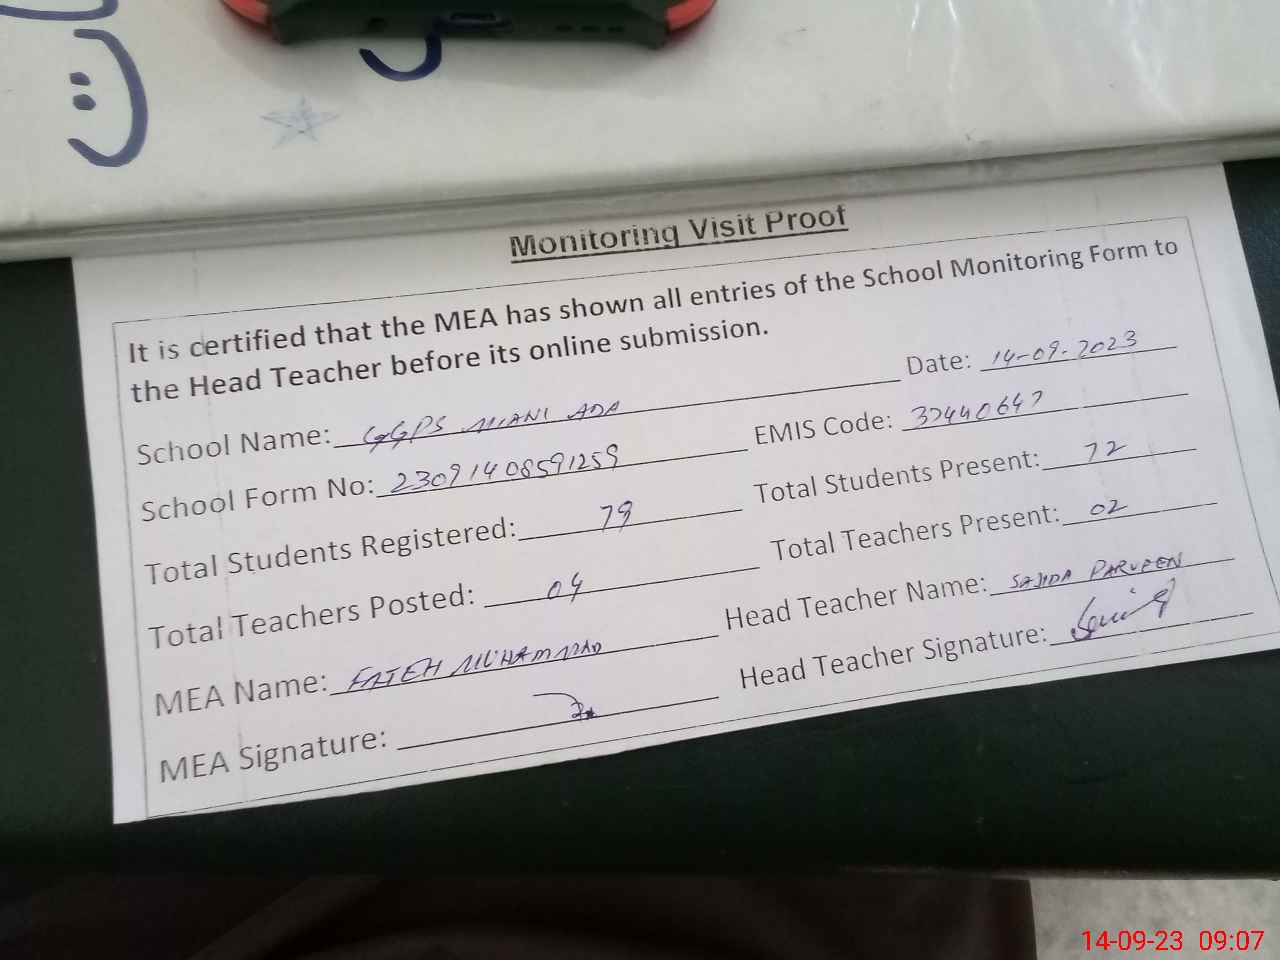 Monitoring Visit Proof
It is certified that the MEA has shown all entries of the School Monitoring Form to
the Head Teacher before its online submission.
School Name: GGPS MIANI ADA Date: 14-09-2023
School Form No: 23091408591259 EMIS Code: 37440647
Total Students Registered: 79 Total Students Present: 72
Total Teachers Posted: 04 Total Teachers Present: 02
MEA Name: FATEH MUHAMMAD Head Teacher Name: SAJIDA PARVEEN
MEA Signature: Head Teacher Signature:
14-09-23 09:07